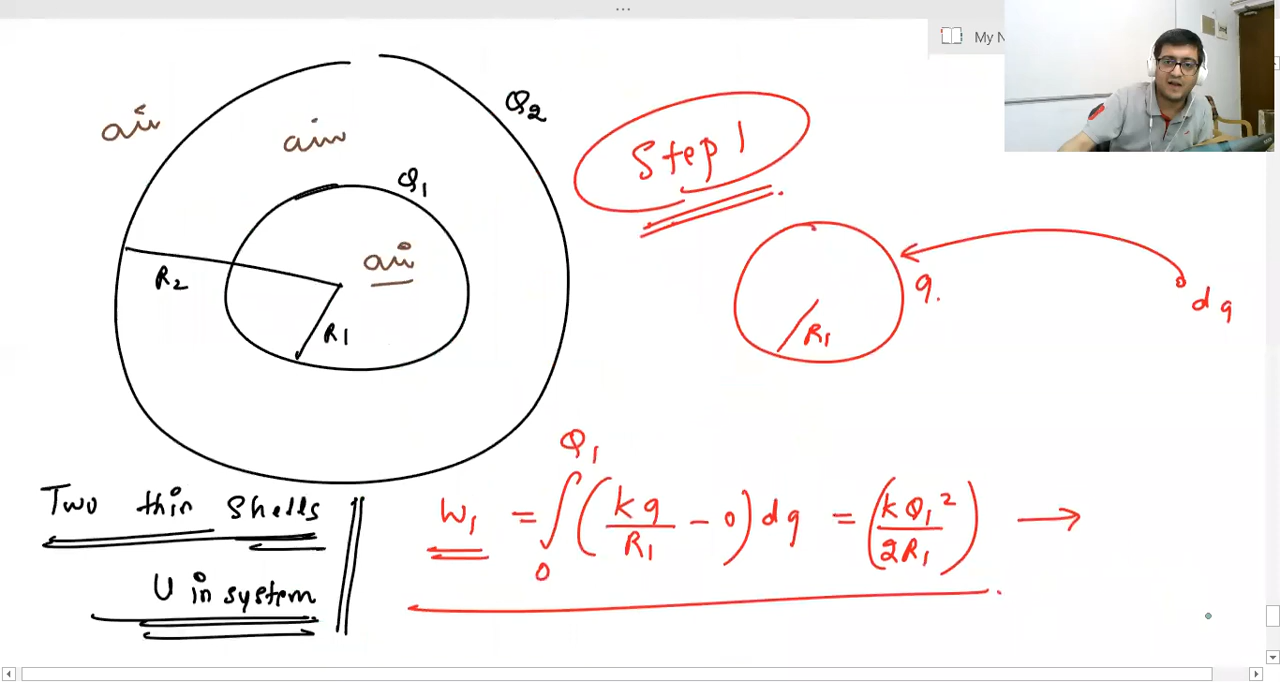 My N
air
air
Q₂
Q₁
air
R₂
R₁
Step 1
q.
dq
R₁
Two thin shells
U in system
W₁ = ∫₀^Q₁ (kq/R₁ - 0) dq = (kQ₁²/2R₁) →